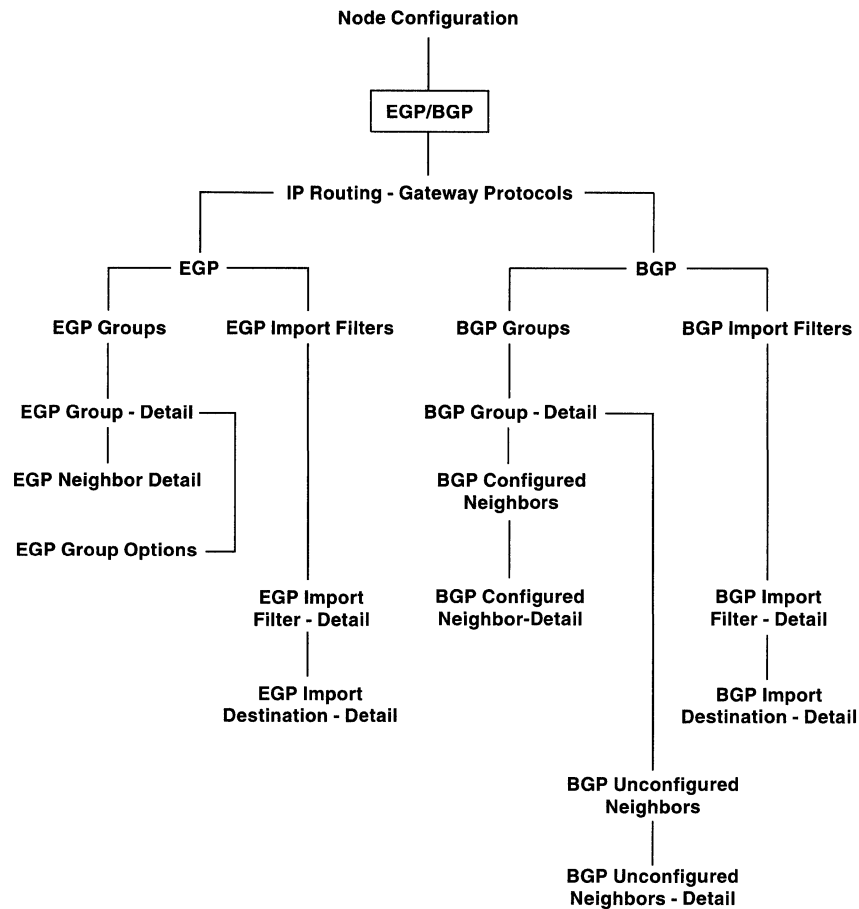 Node Configuration
EGP/BGP
IP Routing - Gateway Protocols
EGP
BGP
EGP Groups
EGP Import Filters
BGP Groups
BGP Import Filters
EGP Group - Detail
BGP Group - Detail
EGP Neighbor Detail
BGP Configured
Neighbors
EGP Group Options
EGP Import
Filter - Detail
BGP Configured
Neighbor-Detail
BGP Import
Filter - Detail
EGP Import
Destination - Detail
BGP Import
Destination - Detail
BGP Unconfigured
Neighbors
BGP Unconfigured
Neighbors - Detail